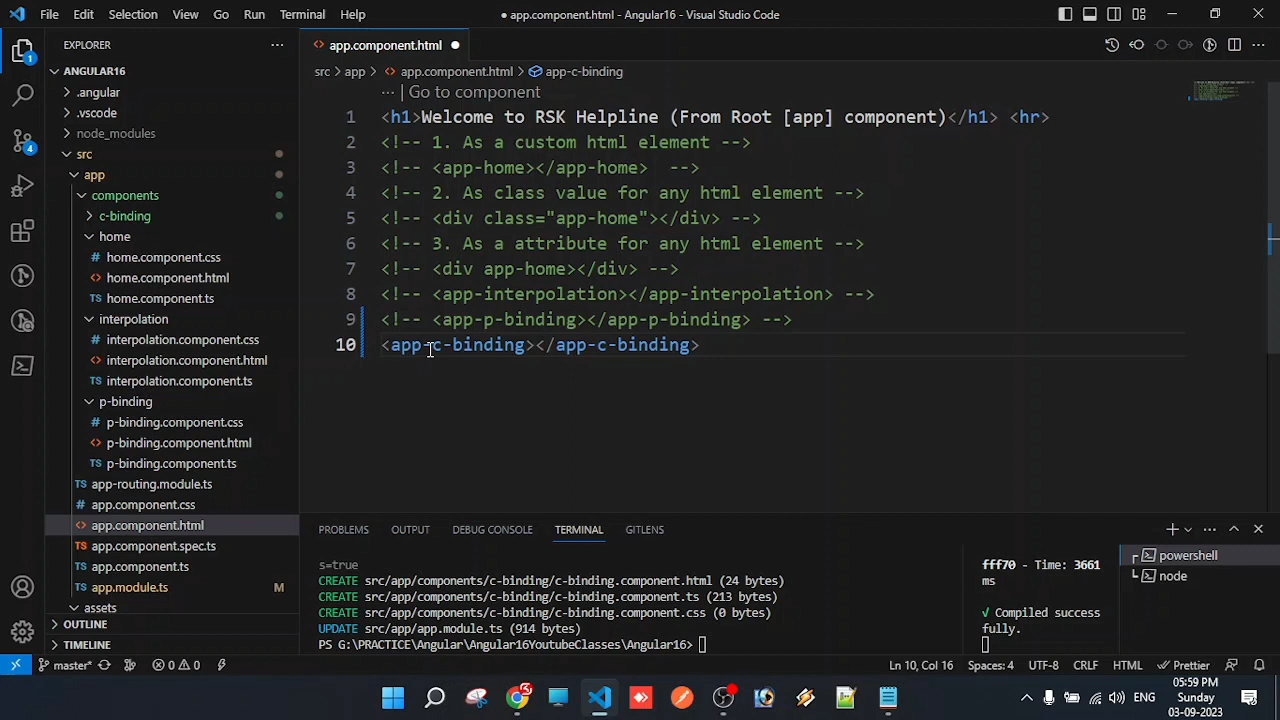 File Edit Selection View Go Run Terminal Help
● app.component.html - Angular16 - Visual Studio Code
EXPLORER
ANGULAR16
.angular
.vscode
node_modules
src
app
components
c-binding
home
home.component.css
home.component.html
home.component.ts
interpolation
interpolation.component.css
interpolation.component.html
interpolation.component.ts
p-binding
p-binding.component.css
p-binding.component.html
p-binding.component.ts
app-routing.module.ts
app.component.css
app.component.html
app.component.spec.ts
app.component.ts
app.module.ts M
assets
OUTLINE
TIMELINE
1
4
app.component.html
src > app > app.component.html > app-c-binding
··· | Go to component
1 <h1>Welcome to RSK Helpline (From Root [app] component)</h1> <hr>
2 <!-- 1. As a custom html element -->
3 <!-- <app-home></app-home>  -->
4 <!-- 2. As class value for any html element -->
5 <!-- <div class="app-home"></div> -->
6 <!-- 3. As a attribute for any html element -->
7 <!-- <div app-home></div> -->
8 <!-- <app-interpolation></app-interpolation> -->
9 <!-- <app-p-binding></app-p-binding> -->
10 <app-c-binding></app-c-binding>
PROBLEMS OUTPUT DEBUG CONSOLE TERMINAL GITLENS
s=true
CREATE src/app/components/c-binding/c-binding.component.html (24 bytes)
CREATE src/app/components/c-binding/c-binding.component.ts (213 bytes)
CREATE src/app/components/c-binding/c-binding.component.css (0 bytes)
UPDATE src/app/app.module.ts (914 bytes)
PS G:\PRACTICE\Angular\Angular16YoutubeClasses\Angular16>
fff70 - Time: 3661
ms
√ Compiled success
fully.
powershell
node
master* 0 0 Ln 10, Col 16 Spaces: 4 UTF-8 CRLF HTML Prettier
ENG
05:59 PM
Sunday
03-09-2023